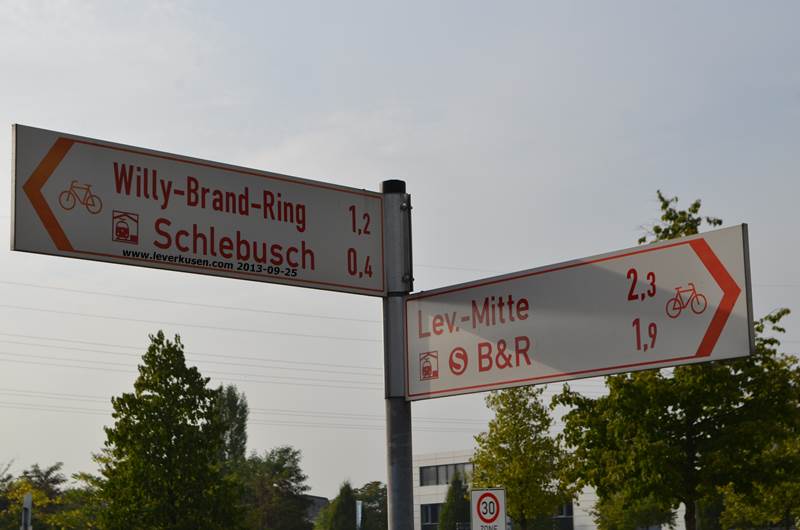 Willy-Brand-Ring 1,2
Schlebusch 0,4
www.leverkusen.com 2013-09-25
Lev.-Mitte 2,3
S B&R 1,9
30
ZONE